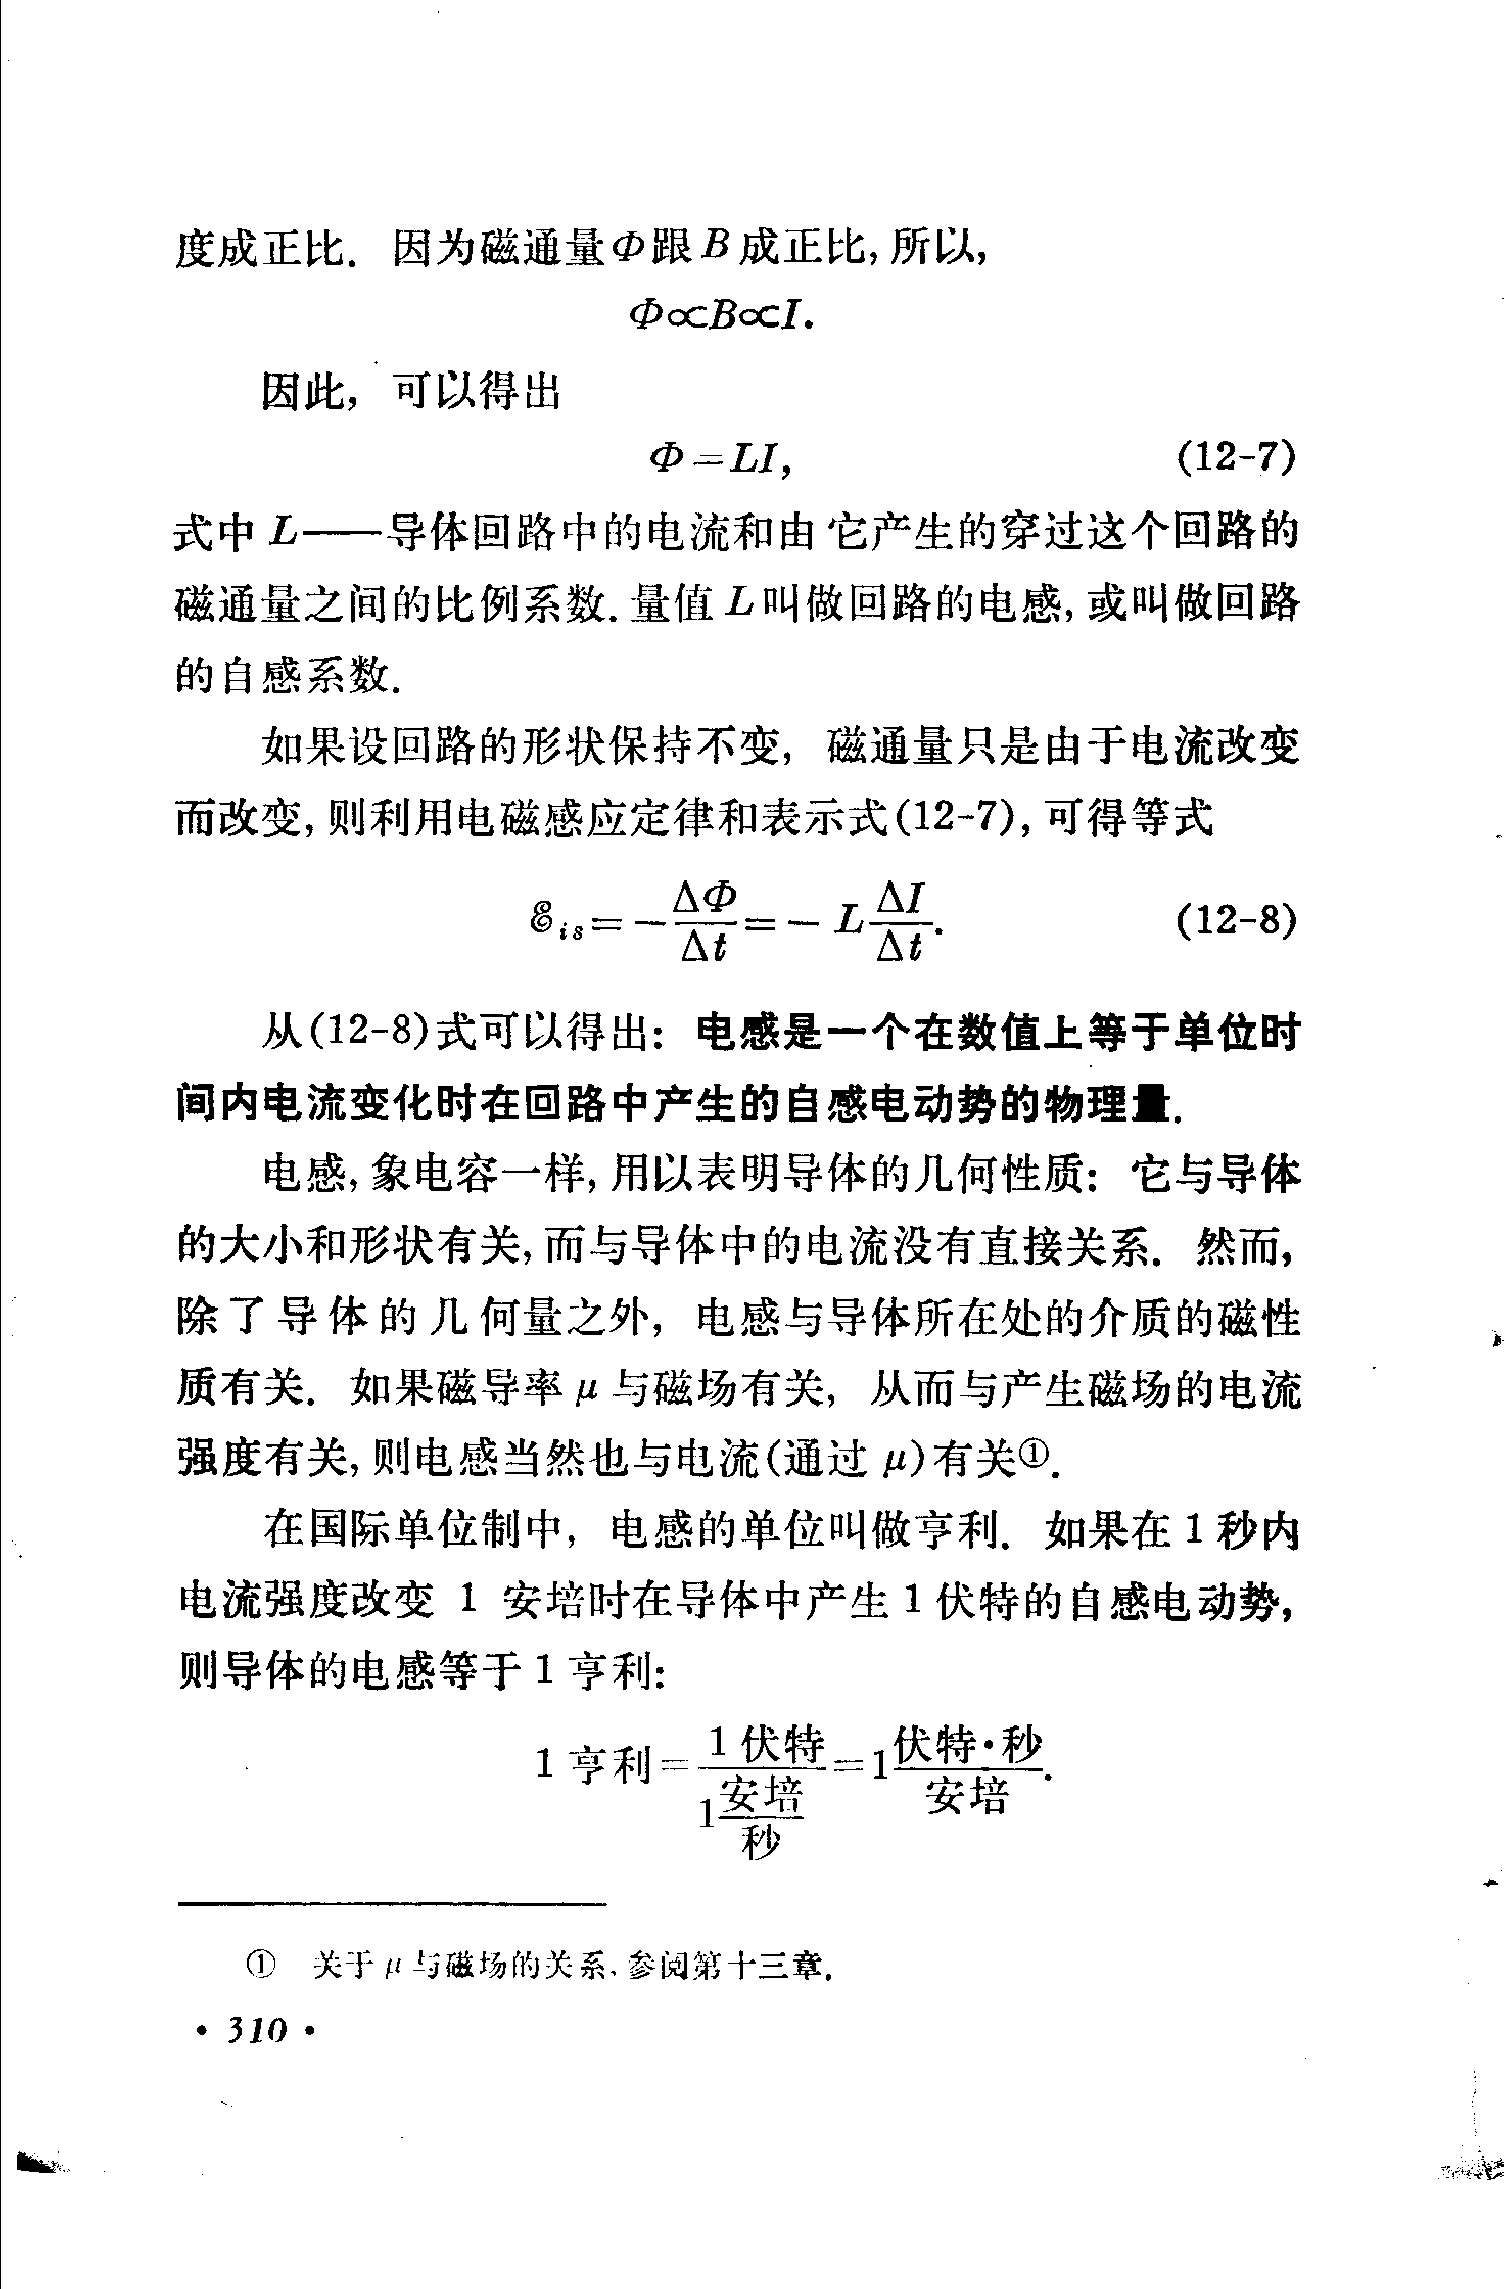 度成正比. 因为磁通量Φ跟B成正比,所以,
Φ∝B∝I.
因此, 可以得出
Φ=LI, (12-7)
式中L——导体回路中的电流和由它产生的穿过这个回路的
磁通量之间的比例系数.量值L叫做回路的电感,或叫做回路
的自感系数.
如果设回路的形状保持不变, 磁通量只是由于电流改变
而改变,则利用电磁感应定律和表示式(12-7),可得等式
ℰ_{is}=-\frac{ΔΦ}{Δt}=-L\frac{ΔI}{Δt}. (12-8)
从(12-8)式可以得出: 电感是一个在数值上等于单位时
间内电流变化时在回路中产生的自感电动势的物理量.
电感,象电容一样,用以表明导体的几何性质: 它与导体
的大小和形状有关,而与导体中的电流没有直接关系. 然而,
除了导体的几何量之外, 电感与导体所在处的介质的磁性
质有关. 如果磁导率μ与磁场有关, 从而与产生磁场的电流
强度有关,则电感当然也与电流(通过μ)有关①.
在国际单位制中, 电感的单位叫做亨利. 如果在1秒内
电流强度改变 1 安培时在导体中产生1伏特的自感电动势,
则导体的电感等于1亨利:
1亨利=\frac{1伏特}{1\frac{安培}{秒}}=1\frac{伏特·秒}{安培}.
① 关于μ与磁场的关系,参阅第十三章.
·310·